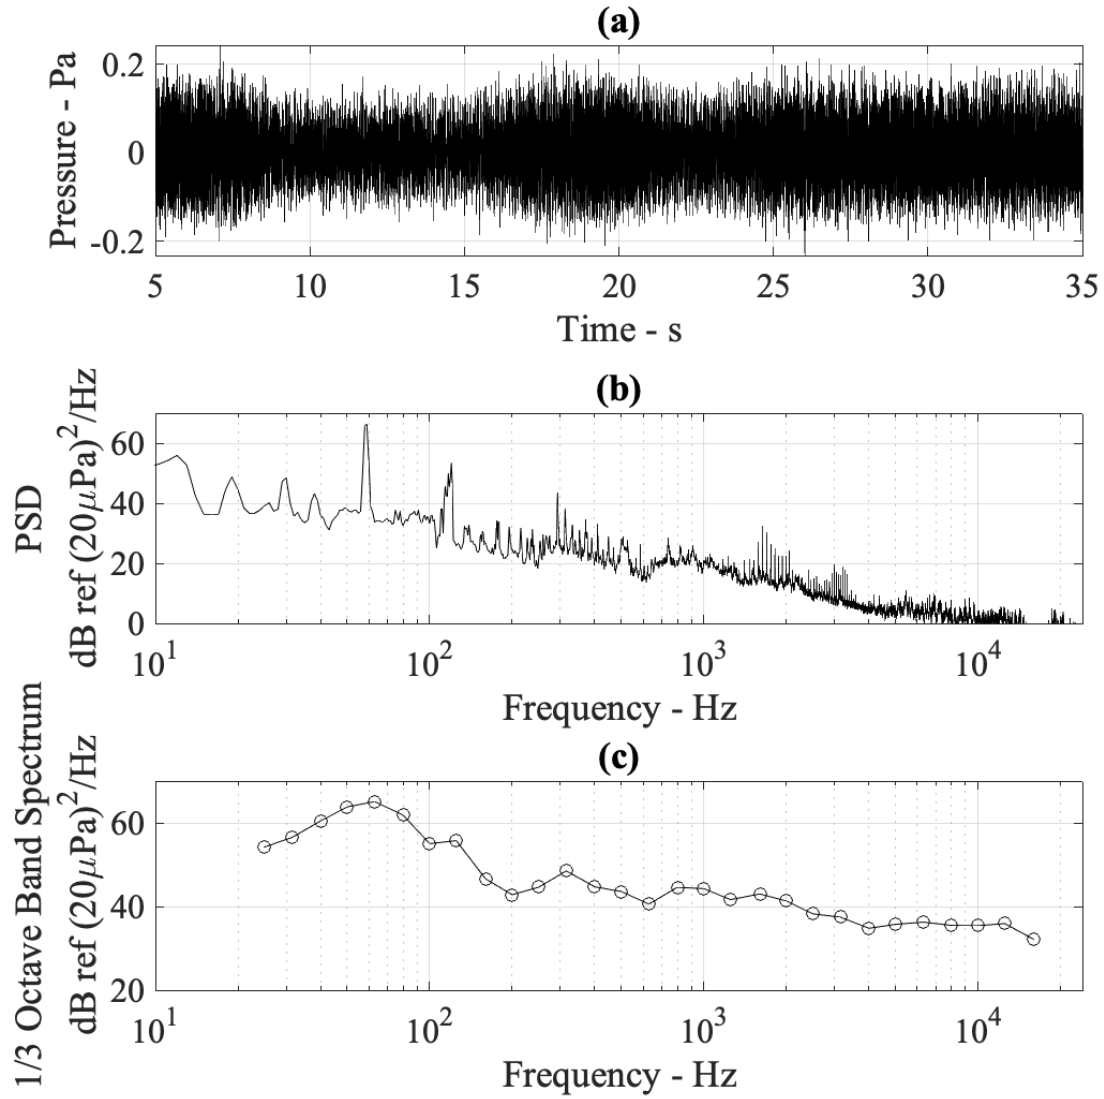 (a)
Pressure - Pa
0.2
0
-0.2
5 10 15 20 25 30 35
Time - s
(b)
PSD
dB ref (20μPa)²/Hz
60
40
20
0
10¹ 10² 10³ 10⁴
Frequency - Hz
(c)
1/3 Octave Band Spectrum
dB ref (20μPa)²/Hz
60
40
20
10¹ 10² 10³ 10⁴
Frequency - Hz